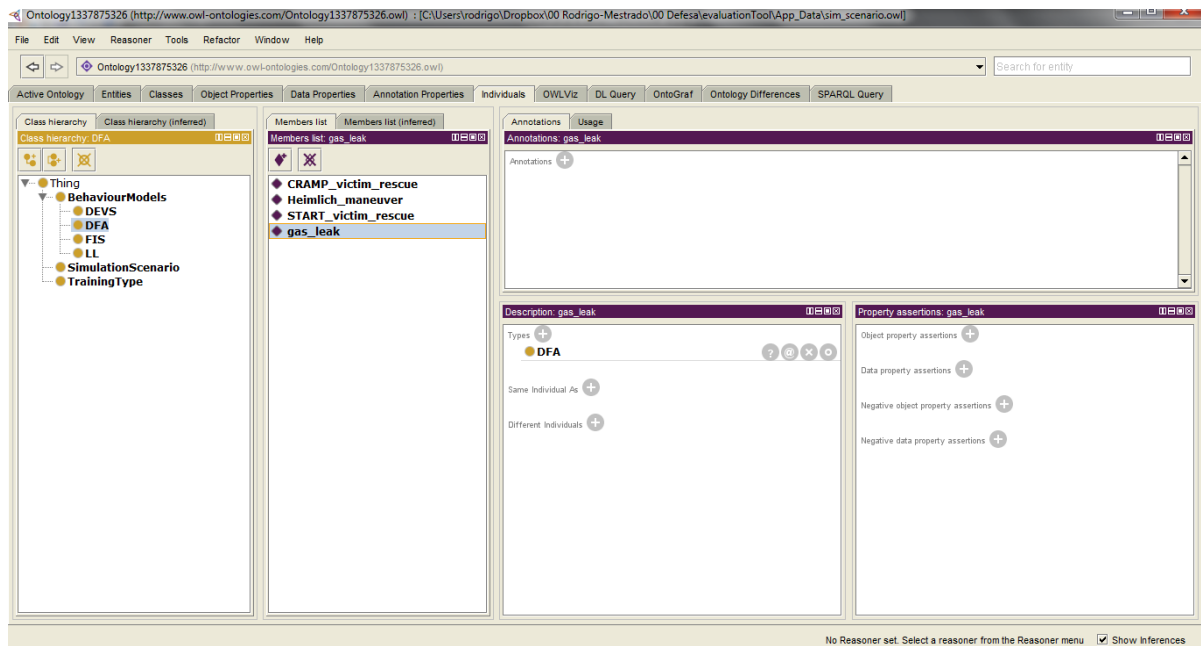 Ontology1337875326 (http://www.owl-ontologies.com/Ontology1337875326.owl) : [C:\Users\rodrigo\Dropbox\00 Rodrigo-Mestrado\00 Defesa\evaluationTool\App_Data\sim_scenario.owl]
File Edit View Reasoner Tools Refactor Window Help
Ontology1337875326 (http://www.owl-ontologies.com/Ontology1337875326.owl)
Search for entity
Active Ontology Entities Classes Object Properties Data Properties Annotation Properties Individuals OWLViz DL Query OntoGraf Ontology Differences SPARQL Query
Class hierarchy Class hierarchy (inferred)
Class hierarchy: DFA
Thing
BehaviourModels
DEVS
DFA
FIS
LL
SimulationScenario
TrainingType
Members list Members list (inferred)
Members list: gas_leak
CRAMP_victim_rescue
Heimlich_maneuver
START_victim_rescue
gas_leak
Annotations Usage
Annotations: gas_leak
Annotations
Description: gas_leak
Types
DFA
Same Individual As
Different Individuals
Property assertions: gas_leak
Object property assertions
Data property assertions
Negative object property assertions
Negative data property assertions
No Reasoner set. Select a reasoner from the Reasoner menu Show Inferences